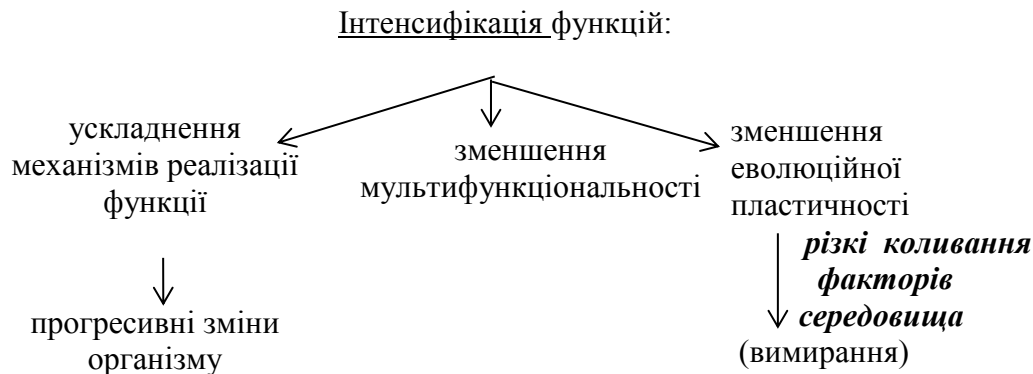 Інтенсифікація функцій:
ускладнення
механізмів реалізації
функції
зменшення
мультифункціональності
зменшення
еволюційної
пластичності
прогресивні зміни
організму
різкі коливання
факторів
середовища
(вимирання)